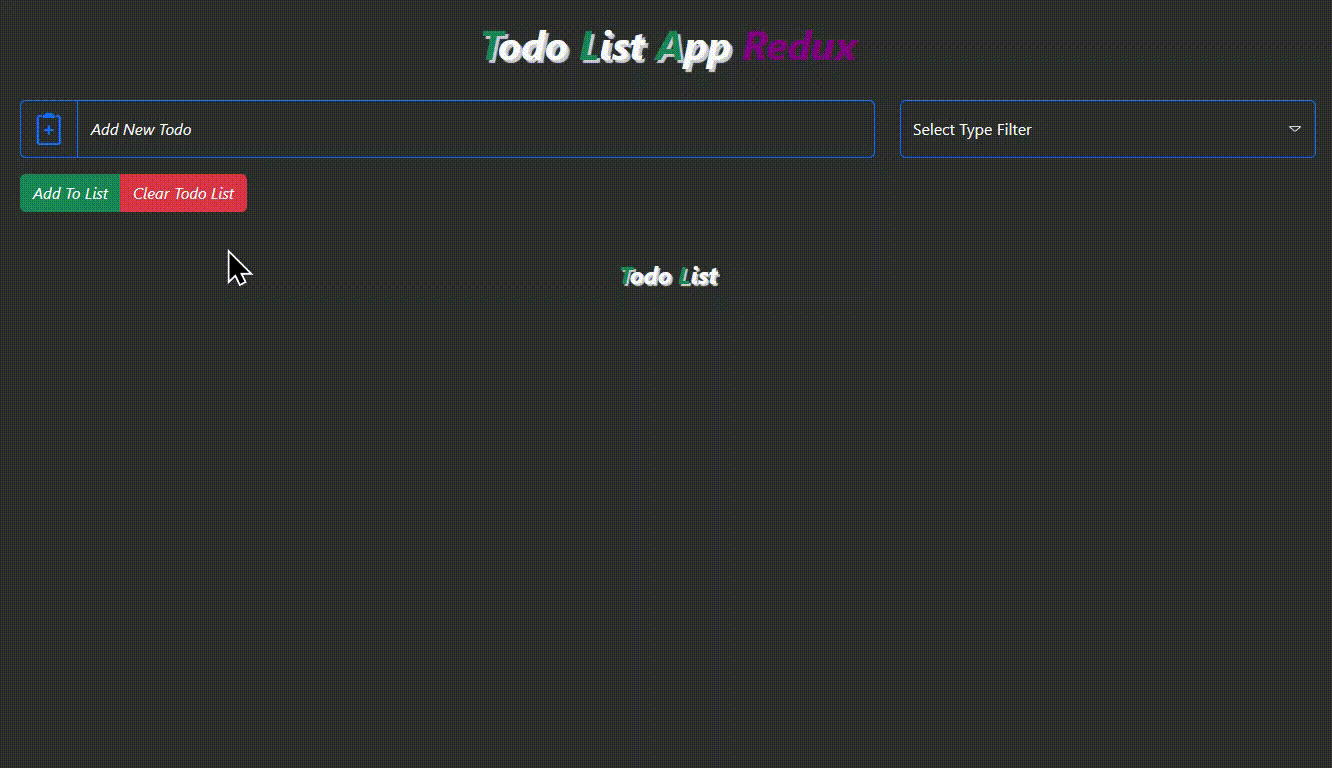 Todo List App Redux
Add New Todo
Select Type Filter
Add To List
Clear Todo List
Todo List